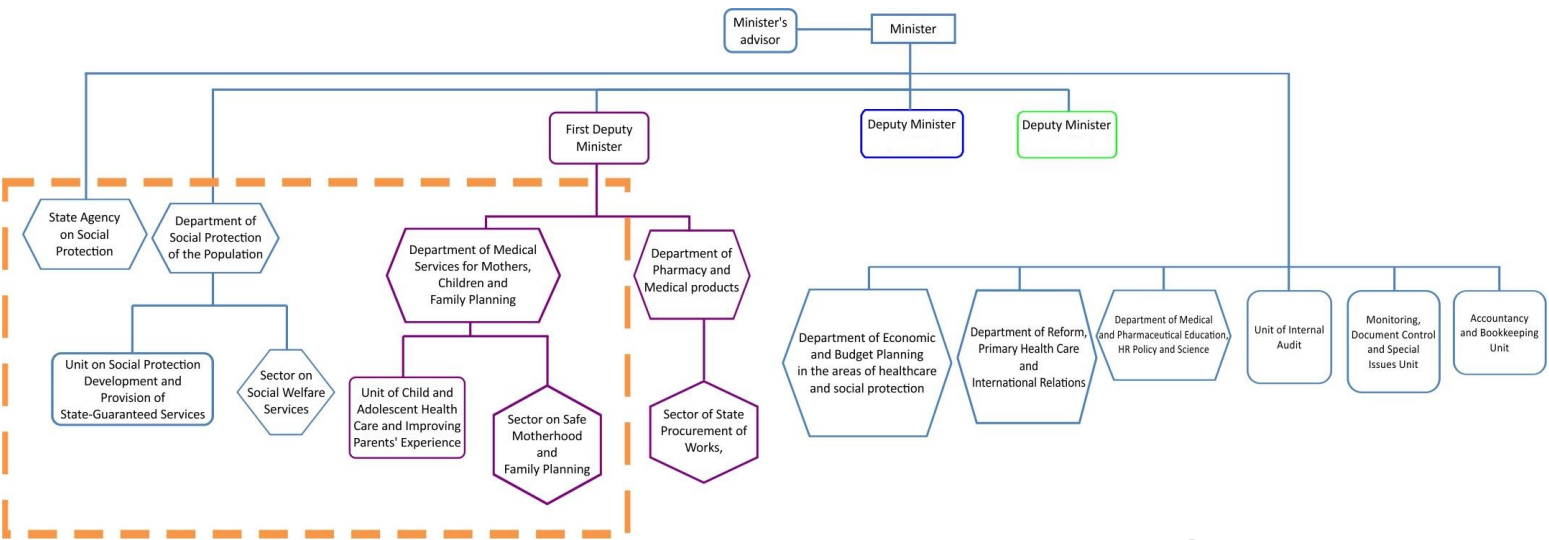 Minister's
advisor
Minister
First Deputy
Minister
Deputy Minister
Deputy Minister
State Agency
on Social
Protection
Department of
Social Protection
of the Population
Department of Medical
Services for Mothers,
Children and
Family Planning
Department of
Pharmacy and
Medical products
Department of Economic
and Budget Planning
in the areas of healthcare
and social protection
Department of Reform,
Primary Health Care
and
International Relations
Department of Medical
and Pharmaceutical Education,
HR Policy and Science
Unit of Internal
Audit
Monitoring,
Document Control
and Special
Issues Unit
Accountancy
and Bookkeeping
Unit
Unit on Social Protection
Development and
Provision of
State-Guaranteed Services
Sector on
Social Welfare
Services
Unit of Child and
Adolescent Health
Care and Improving
Parents' Experience
Sector on Safe
Motherhood
and
Family Planning
Sector of State
Procurement of
Works,